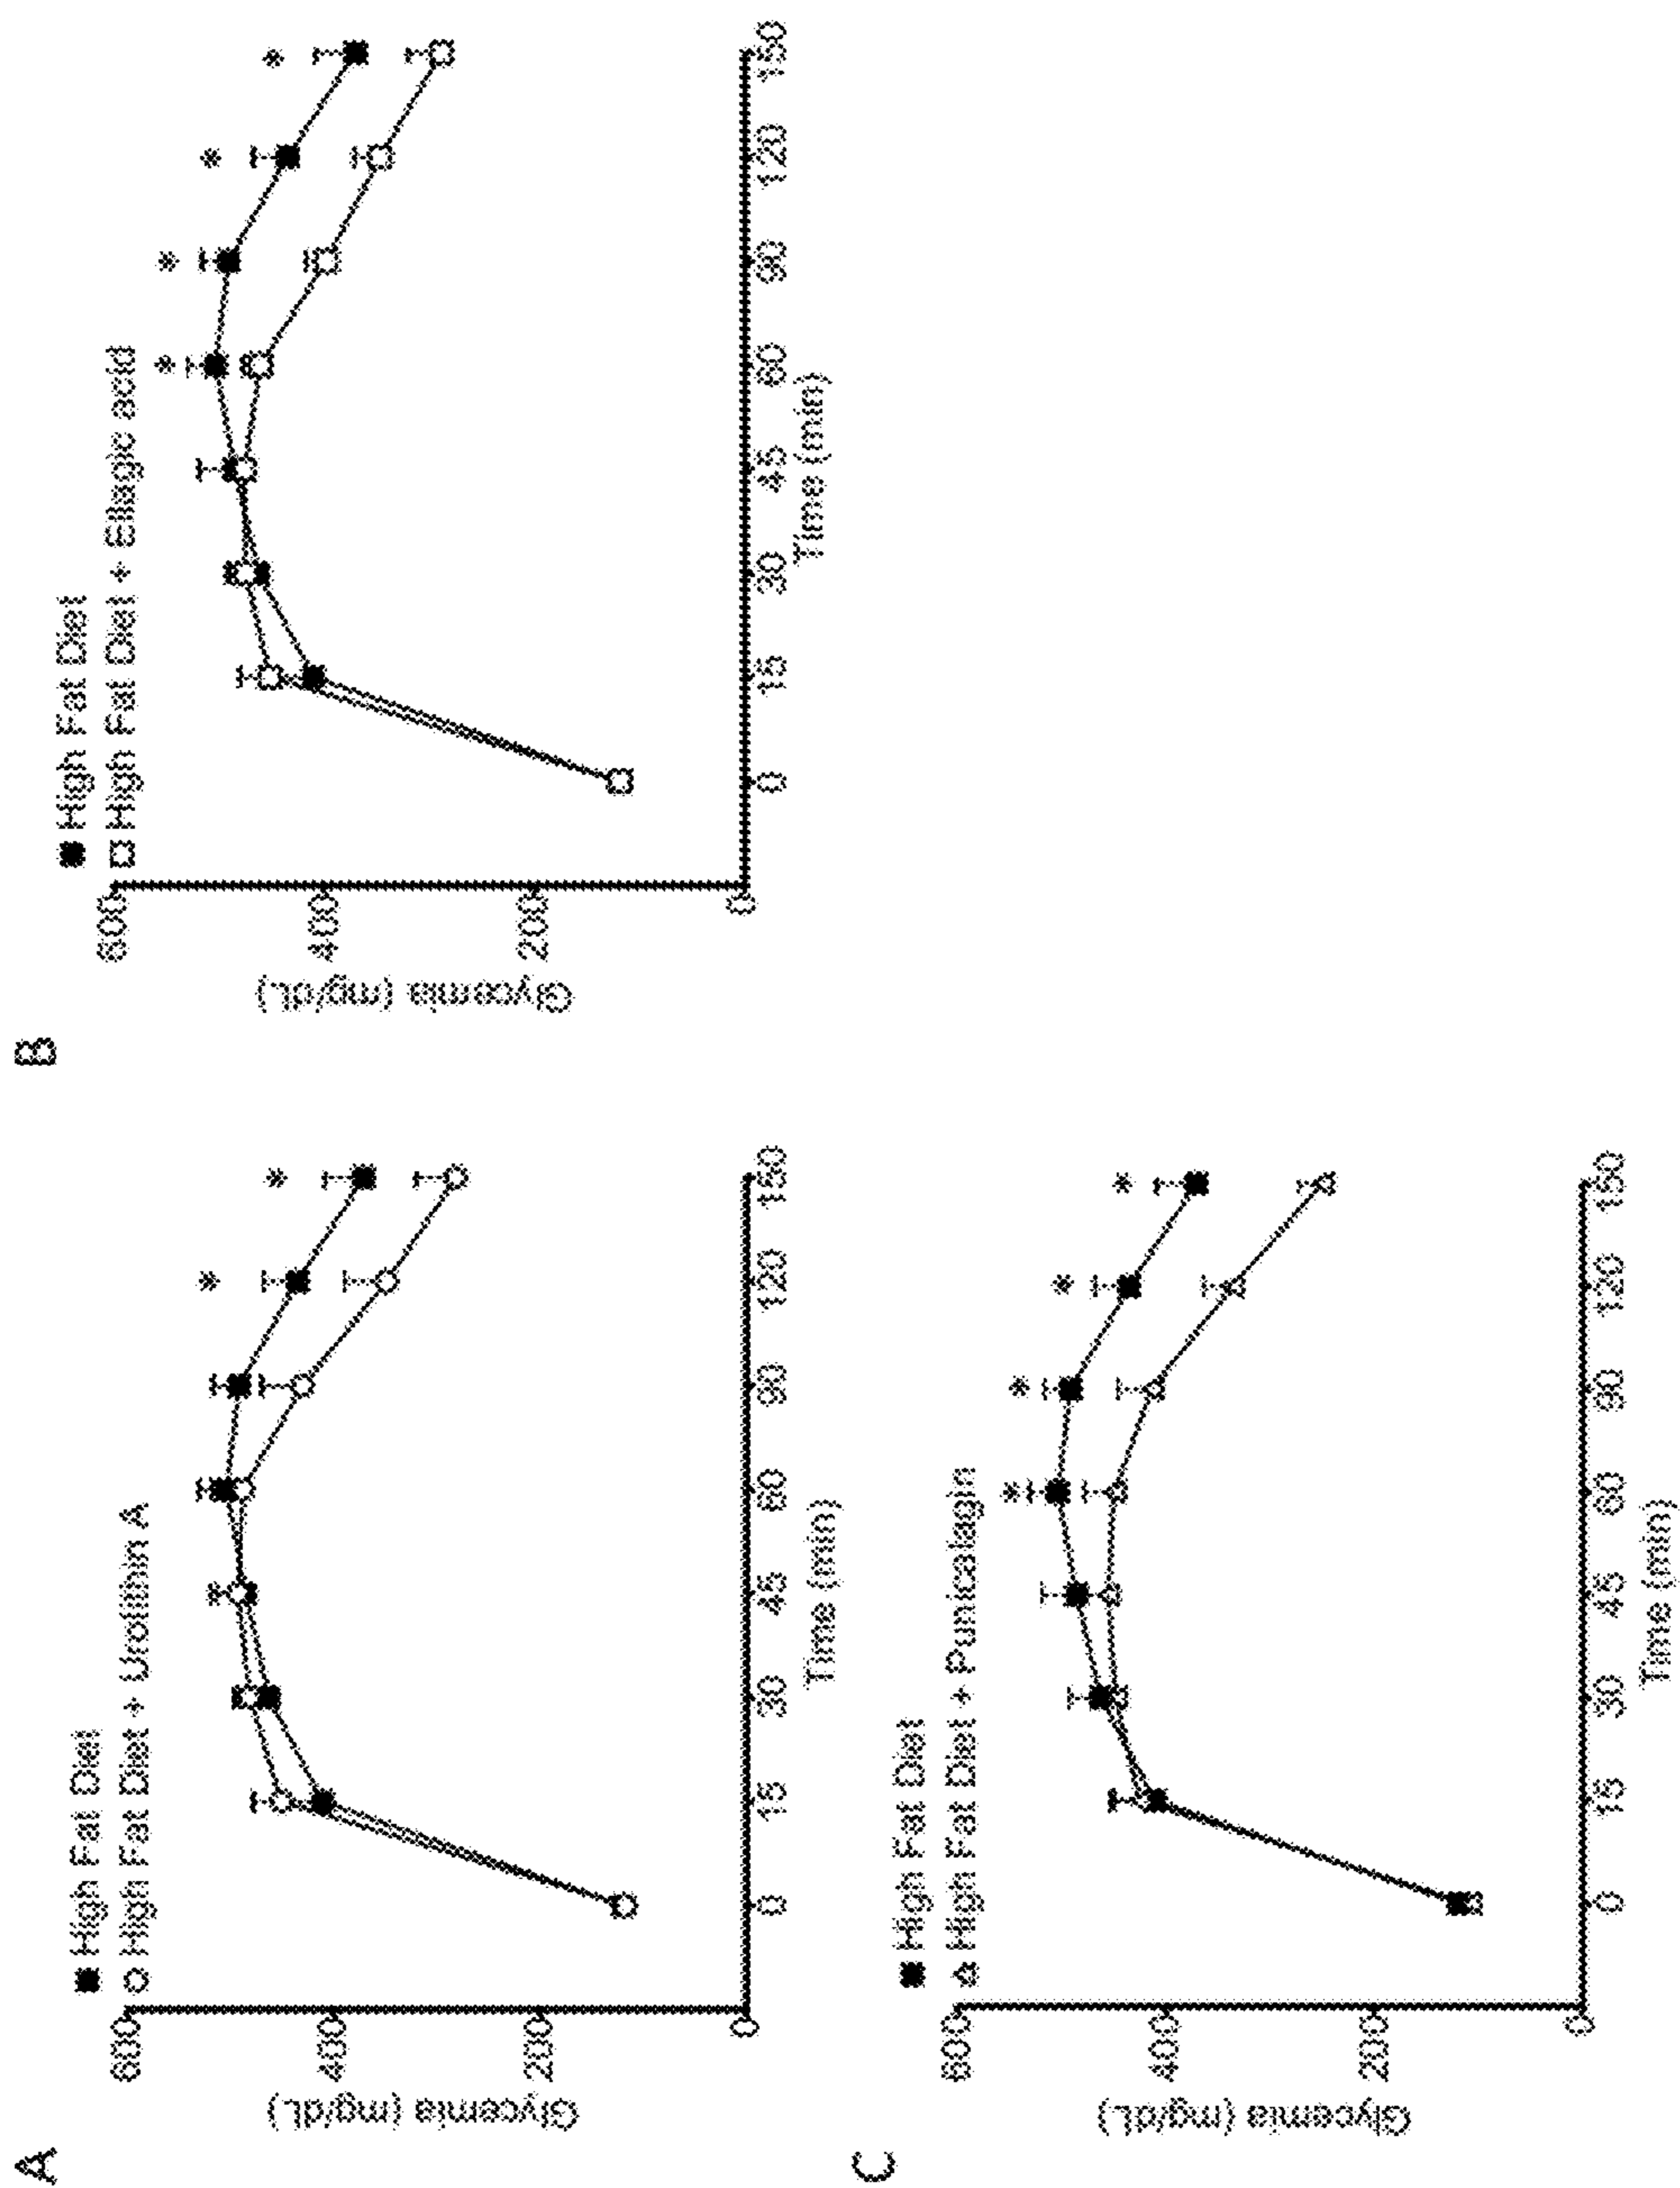 A
High Fat Diet
High Fat Diet + Urolithin A
600
400
200
0
Glycemia (mg/dL)
*
*
0 15 30 45 60 90 120 150
Time (min)
B
High Fat Diet
High Fat Diet + Ellagic acid
600
400
200
0
Glycemia (mg/dL)
*
*
*
*
0 15 30 45 60 90 120 150
Time (min)
C
High Fat Diet
High Fat Diet + Punicalagin
600
400
200
0
Glycemia (mg/dL)
*
*
*
*
0 15 30 45 60 90 120 150
Time (min)